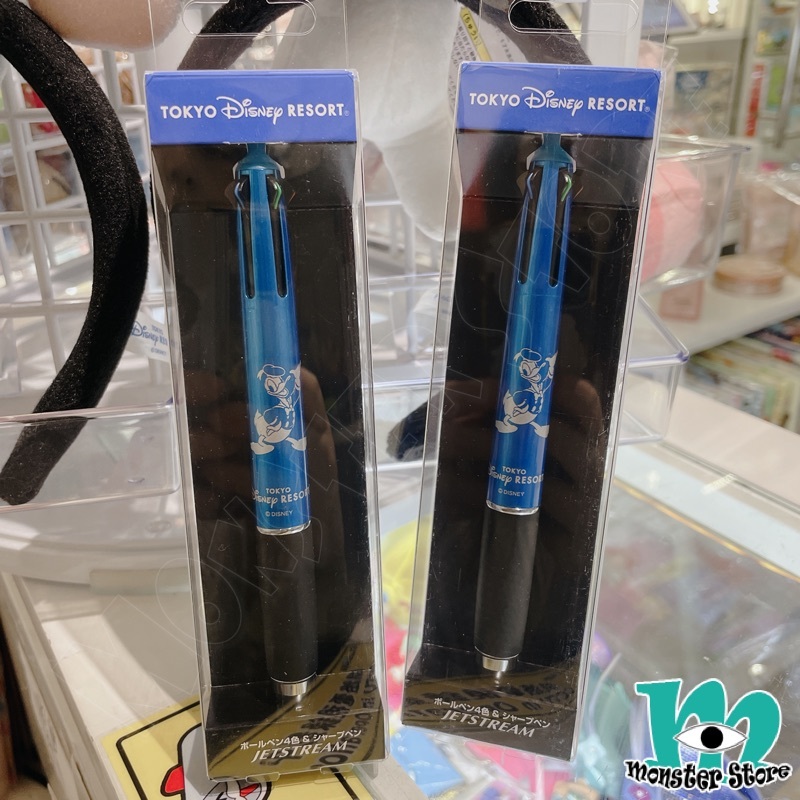 TOKYO Disney RESORT®
TOKYO
Disney RESORT
© DISNEY
ボールペン4色 & シャープペン
JETSTREAM
TOKYO Disney RESORT®
TOKYO
Disney RESORT
© DISNEY
ボールペン4色 & シャープペン
JETSTREAM
MONSTER STORE
monster Store